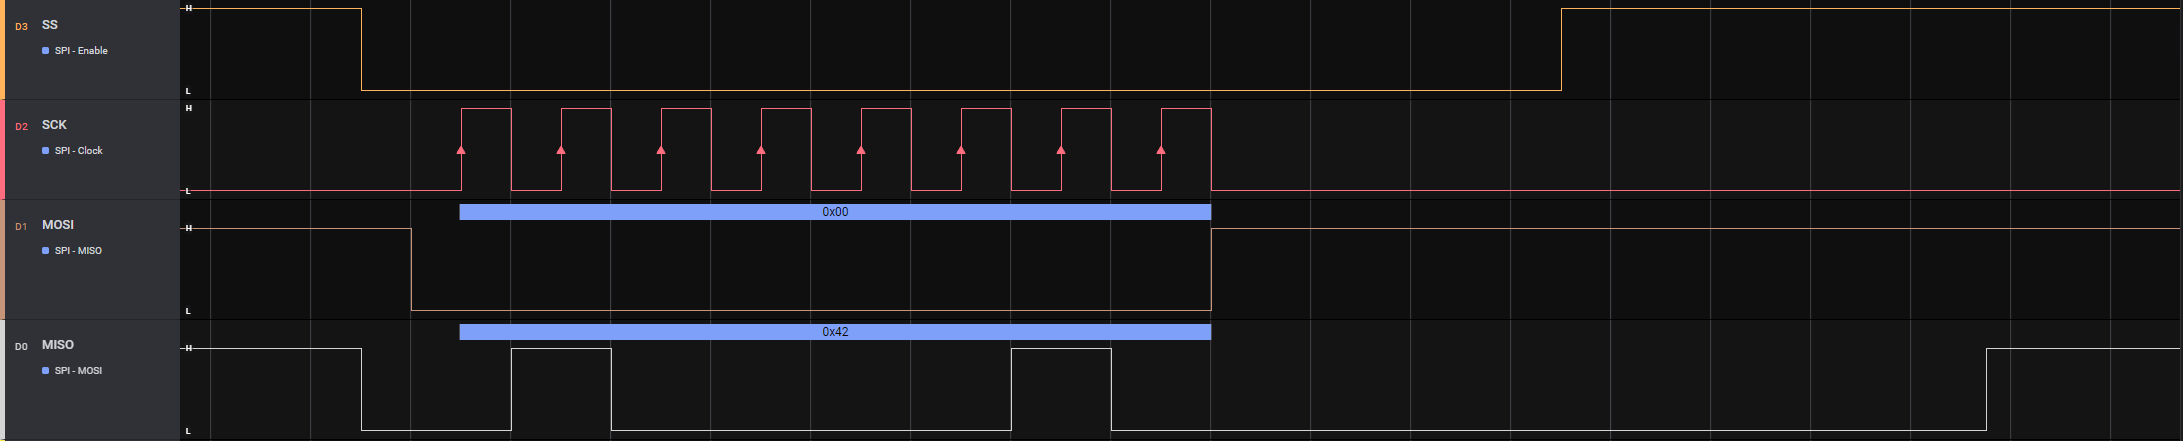 H
D3 SS
SPI - Enable
L
H
D2 SCK
SPI - Clock
L
0x00
D1 MOSI
H
SPI - MISO
L
0x42
D0 MISO
H
SPI - MOSI
L